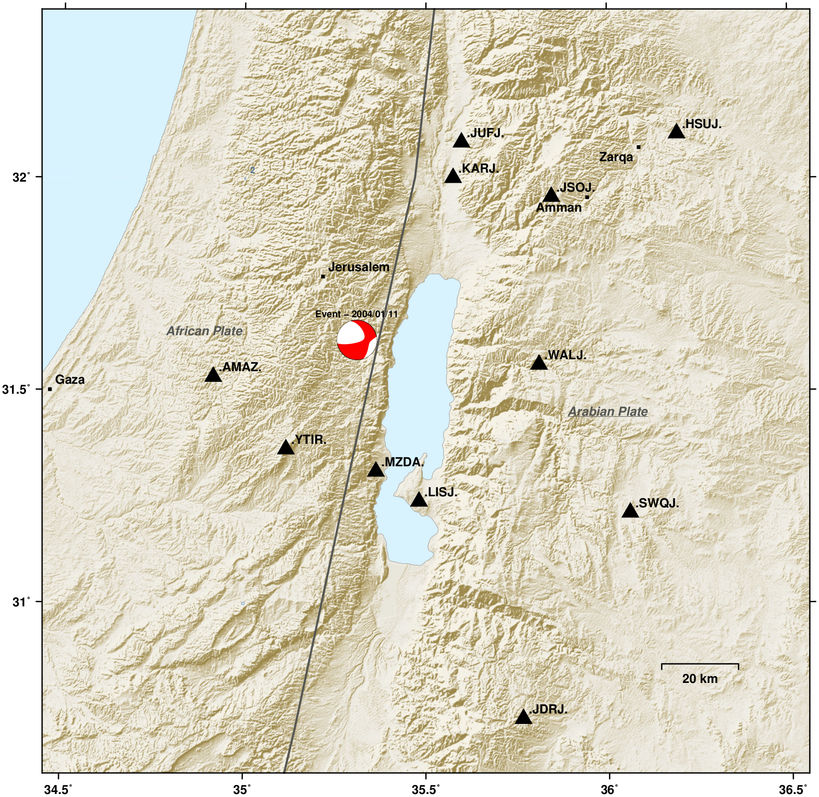 .JUFJ.
.HSUJ.
Zarqa
.KARJ.
32°
.JSOJ.
Amman
Jerusalem
Event – 2004/01/11
African Plate
.WALJ.
.AMAZ.
Gaza
31.5°
Arabian Plate
.YTIR.
.MZDA.
.LISJ.
.SWQJ.
31°
20 km
.JDRJ.
34.5°
35°
35.5°
36°
36.5°